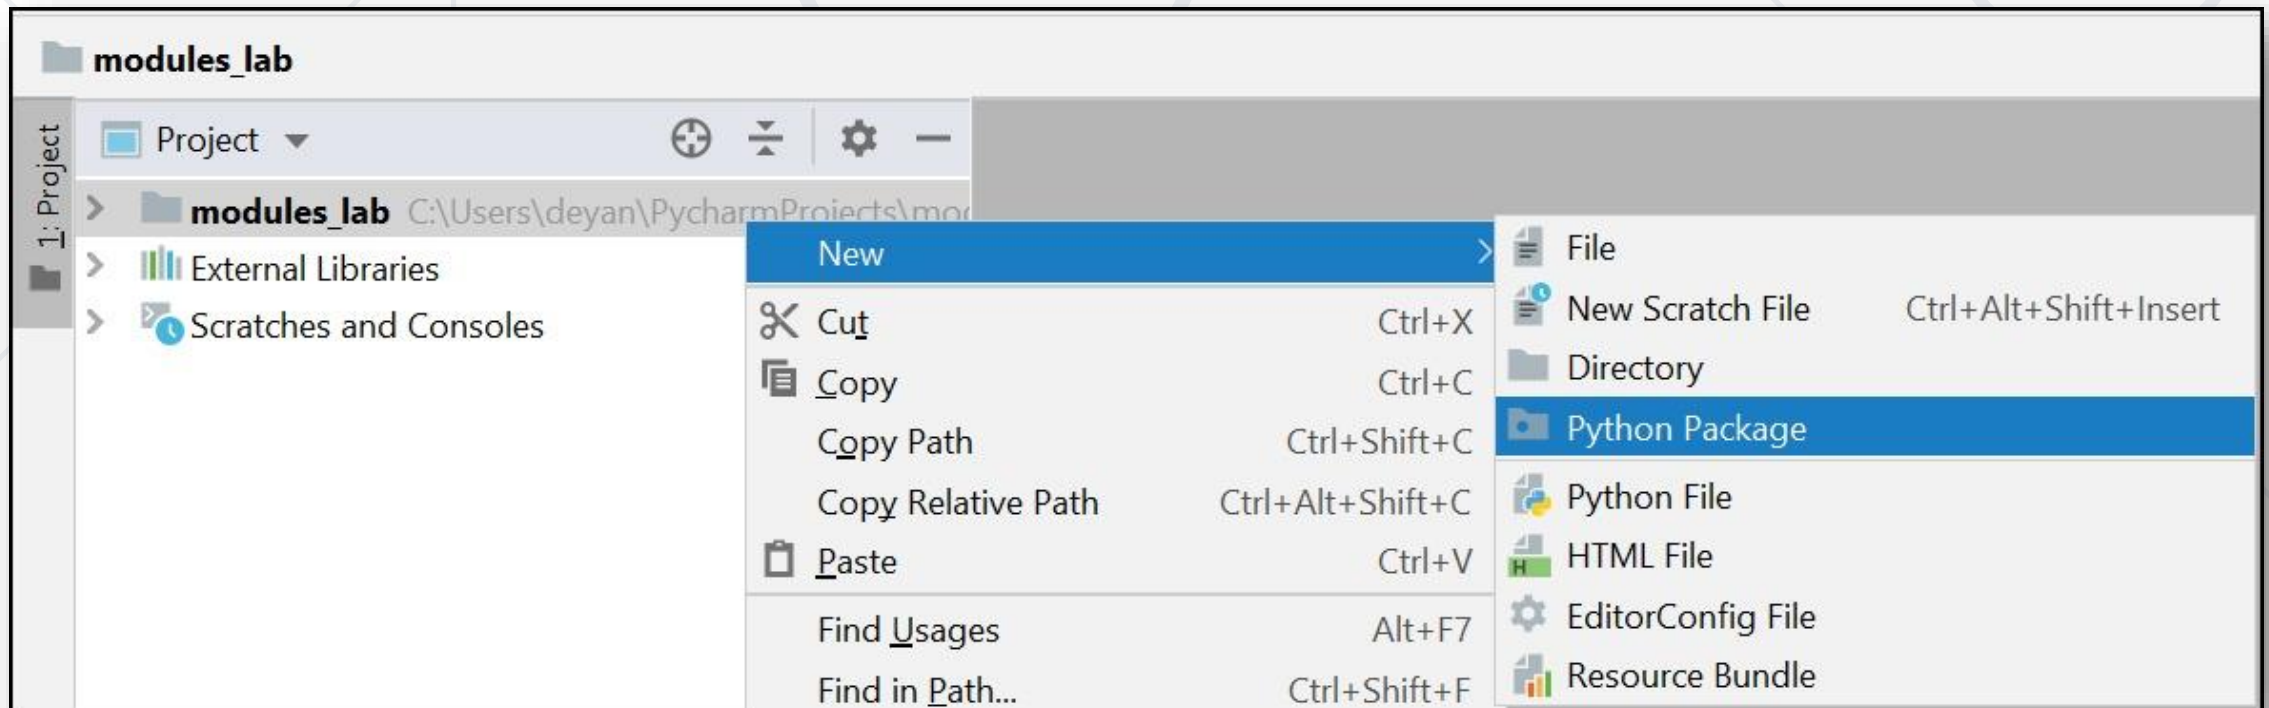 modules_lab
1: Project
Project
modules_lab C:\Users\deyan\PycharmProjects\mod
External Libraries
Scratches and Consoles
New
Cut Ctrl+X
Copy Ctrl+C
Copy Path Ctrl+Shift+C
Copy Relative Path Ctrl+Alt+Shift+C
Paste Ctrl+V
Find Usages Alt+F7
Find in Path... Ctrl+Shift+F
File
New Scratch File Ctrl+Alt+Shift+Insert
Directory
Python Package
Python File
H
HTML File
EditorConfig File
Resource Bundle